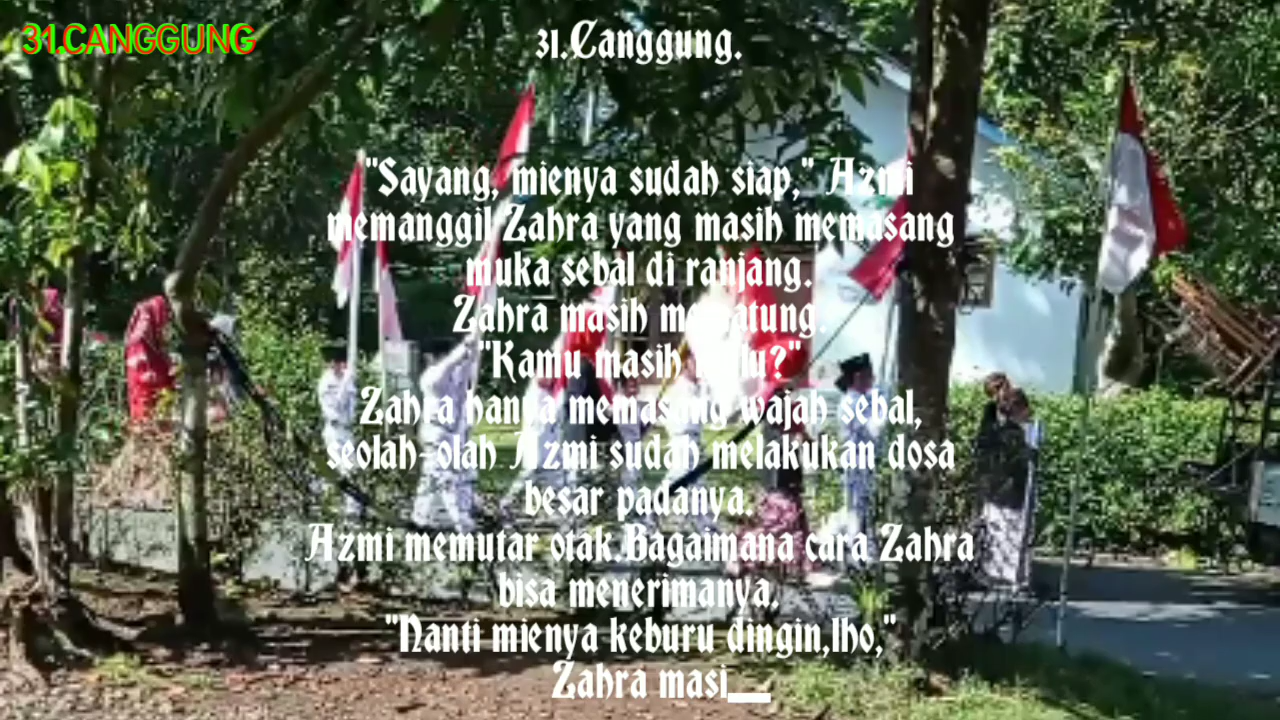 31.CANGGUNG
31.Canggung.
"Sayang, mienya sudah siap," Azmi
memanggil Zahra yang masih memasang
muka sebal di ranjang.
Zahra masih mematung.
"Kamu masih malu?"
Zahra hanya memasang wajah sebal,
seolah-olah Azmi sudah melakukan dosa
besar padanya.
Azmi memutar otak.Bagaimana cara Zahra
bisa menerimanya.
"Nanti mienya keburu dingin,lho,"
Zahra masi